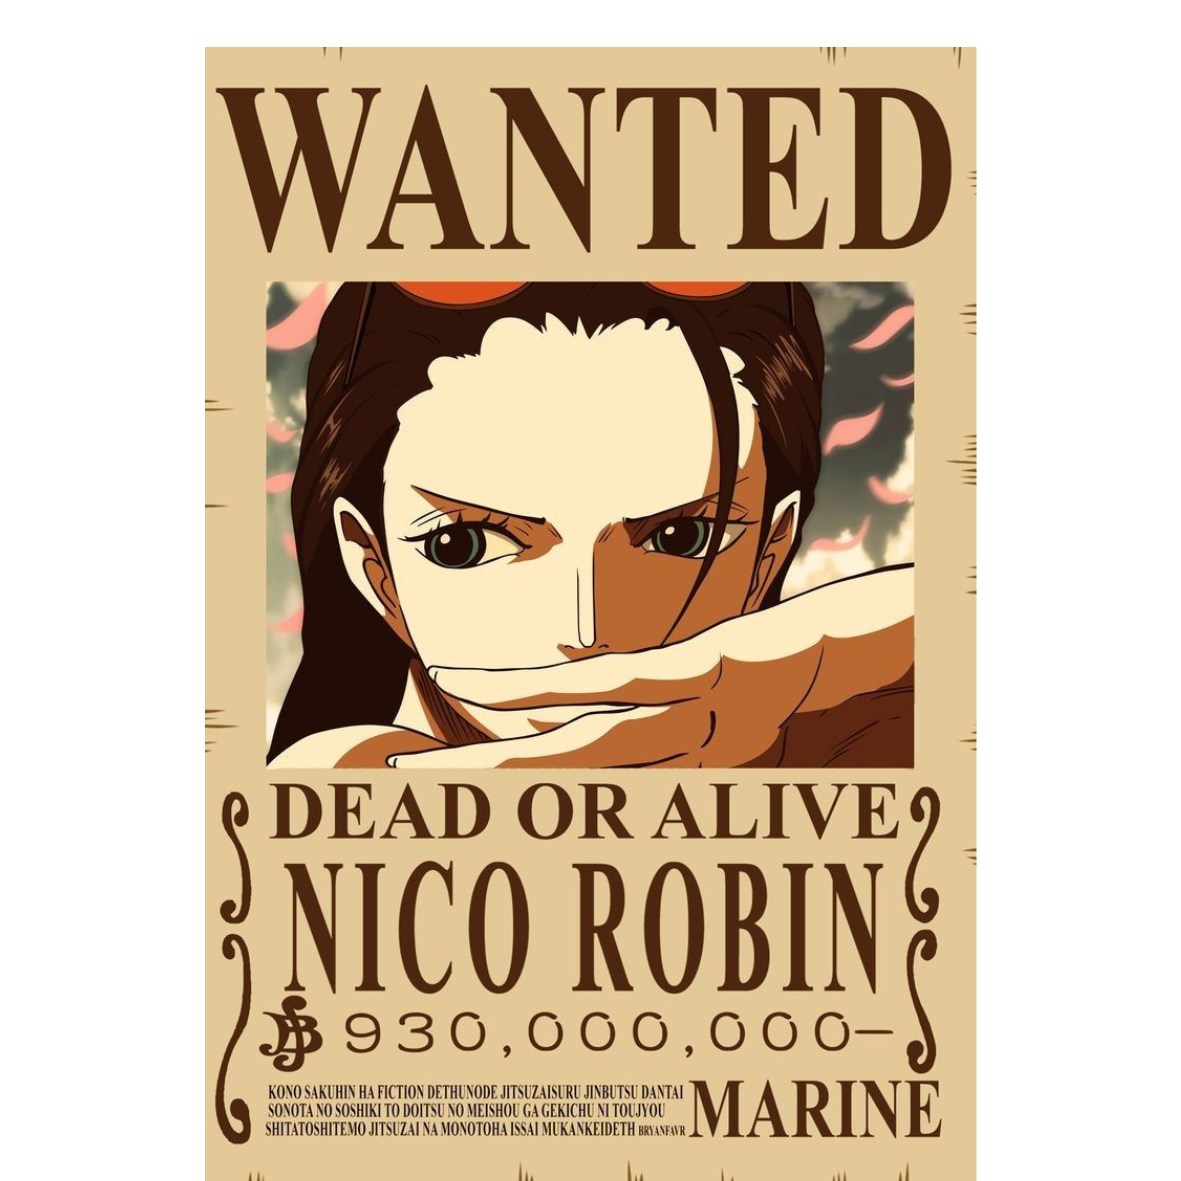 WANTED
DEAD OR ALIVE
NICO ROBIN
930,000,000–
KONO SAKUHIN HA FICTION DETHUNODE JITSUZAISURU JINBUTSU DANTAI
SONOTA NO SOSHIKI TO DOITSU NO MEISHOU GA GEKICHU NI TOUJYOU
SHITATOSHITEMO JITSUZAI NA MONOTOHA ISSAI MUKANKEIDETH BRYANFAVR
MARINE